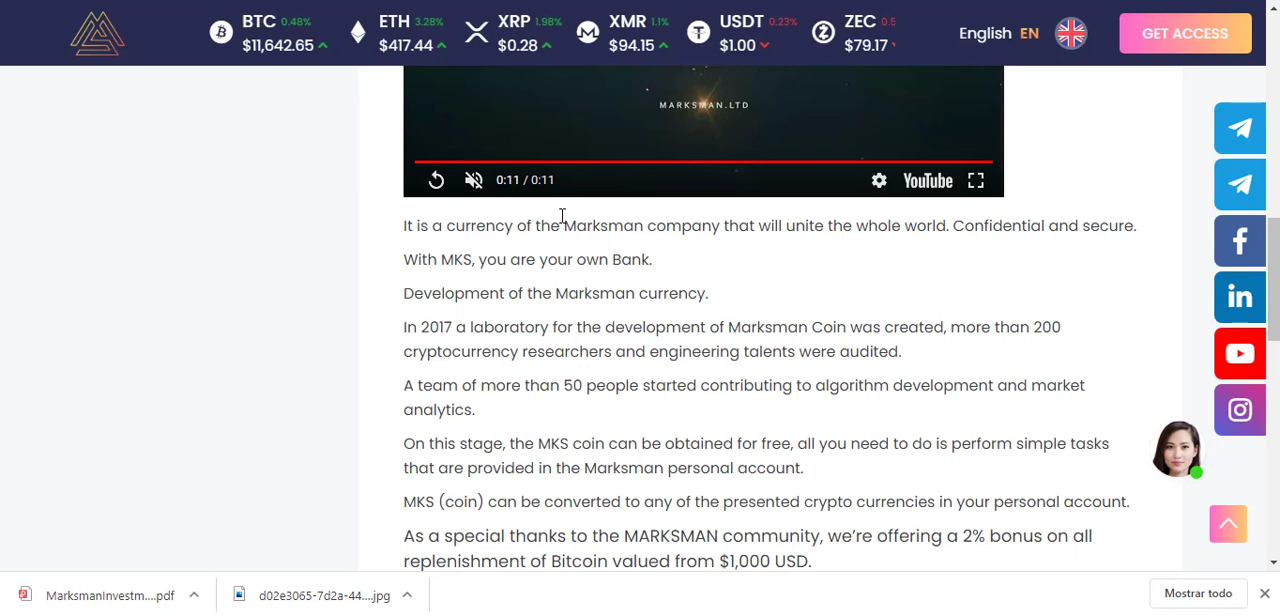 BTC 0.48% ETH 3.28% XRP 1.98% XMR 1.1% USDT 0.23% ZEC
$11,642.65 $417.44 $0.28 $94.15 $1.00 $79.17
English EN
GET ACCESS
MARKSMAN.LTD
0:11 / 0:11 YouTube
It is a currency of the Marksman company that will unite the whole world. Confidential and secure.
With MKS, you are your own Bank.
Development of the Marksman currency.
In 2017 a laboratory for the development of Marksman Coin was created, more than 200
cryptocurrency researchers and engineering talents were audited.
A team of more than 50 people started contributing to algorithm development and market
analytics.
On this stage, the MKS coin can be obtained for free, all you need to do is perform simple tasks
that are provided in the Marksman personal account.
MKS (coin) can be converted to any of the presented crypto currencies in your personal account.
As a special thanks to the MARKSMAN community, we’re offering a 2% bonus on all
replenishment of Bitcoin valued from $1,000 USD.
MarksmanInvestm....pdf d02e3065-7d2a-44....jpg Mostrar todo